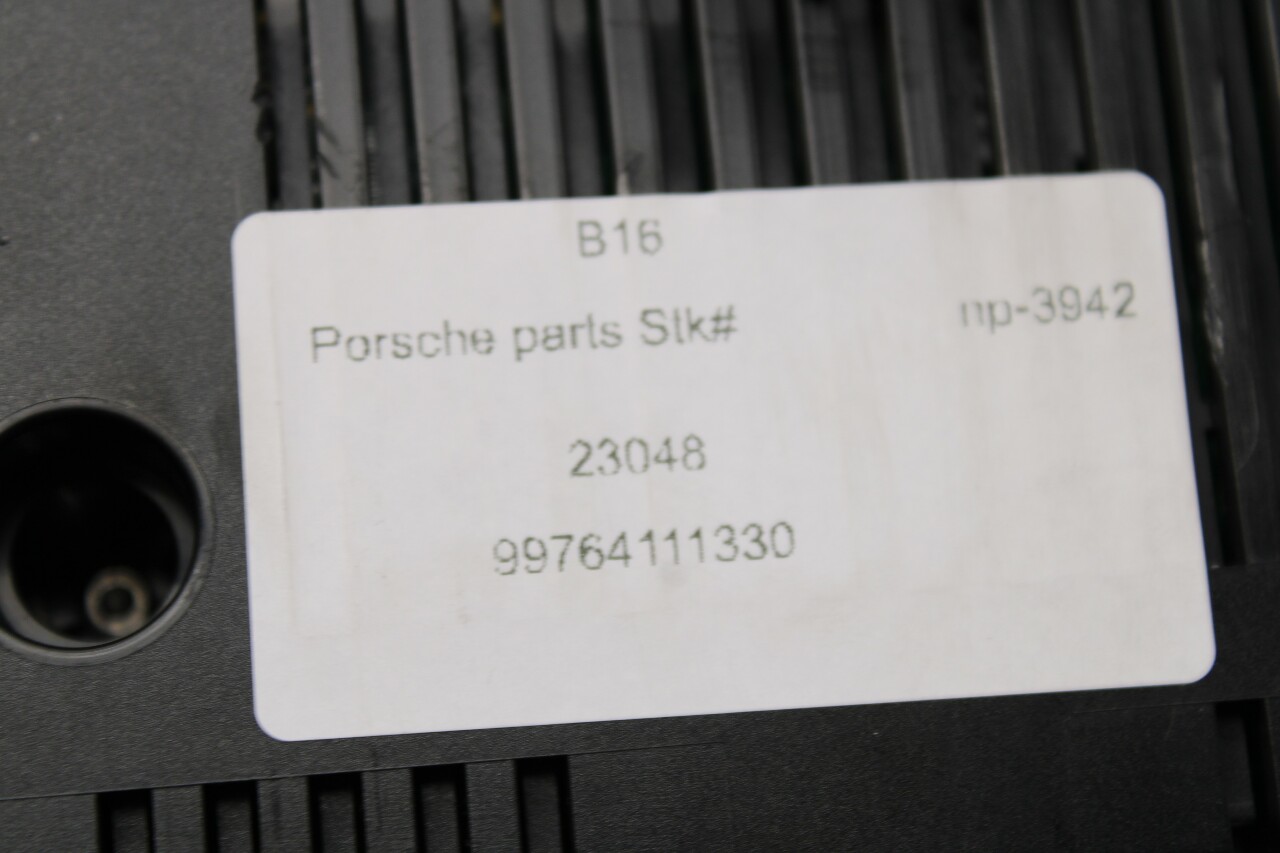 B16
Porsche parts Stk# np-3942
23048
99764111330